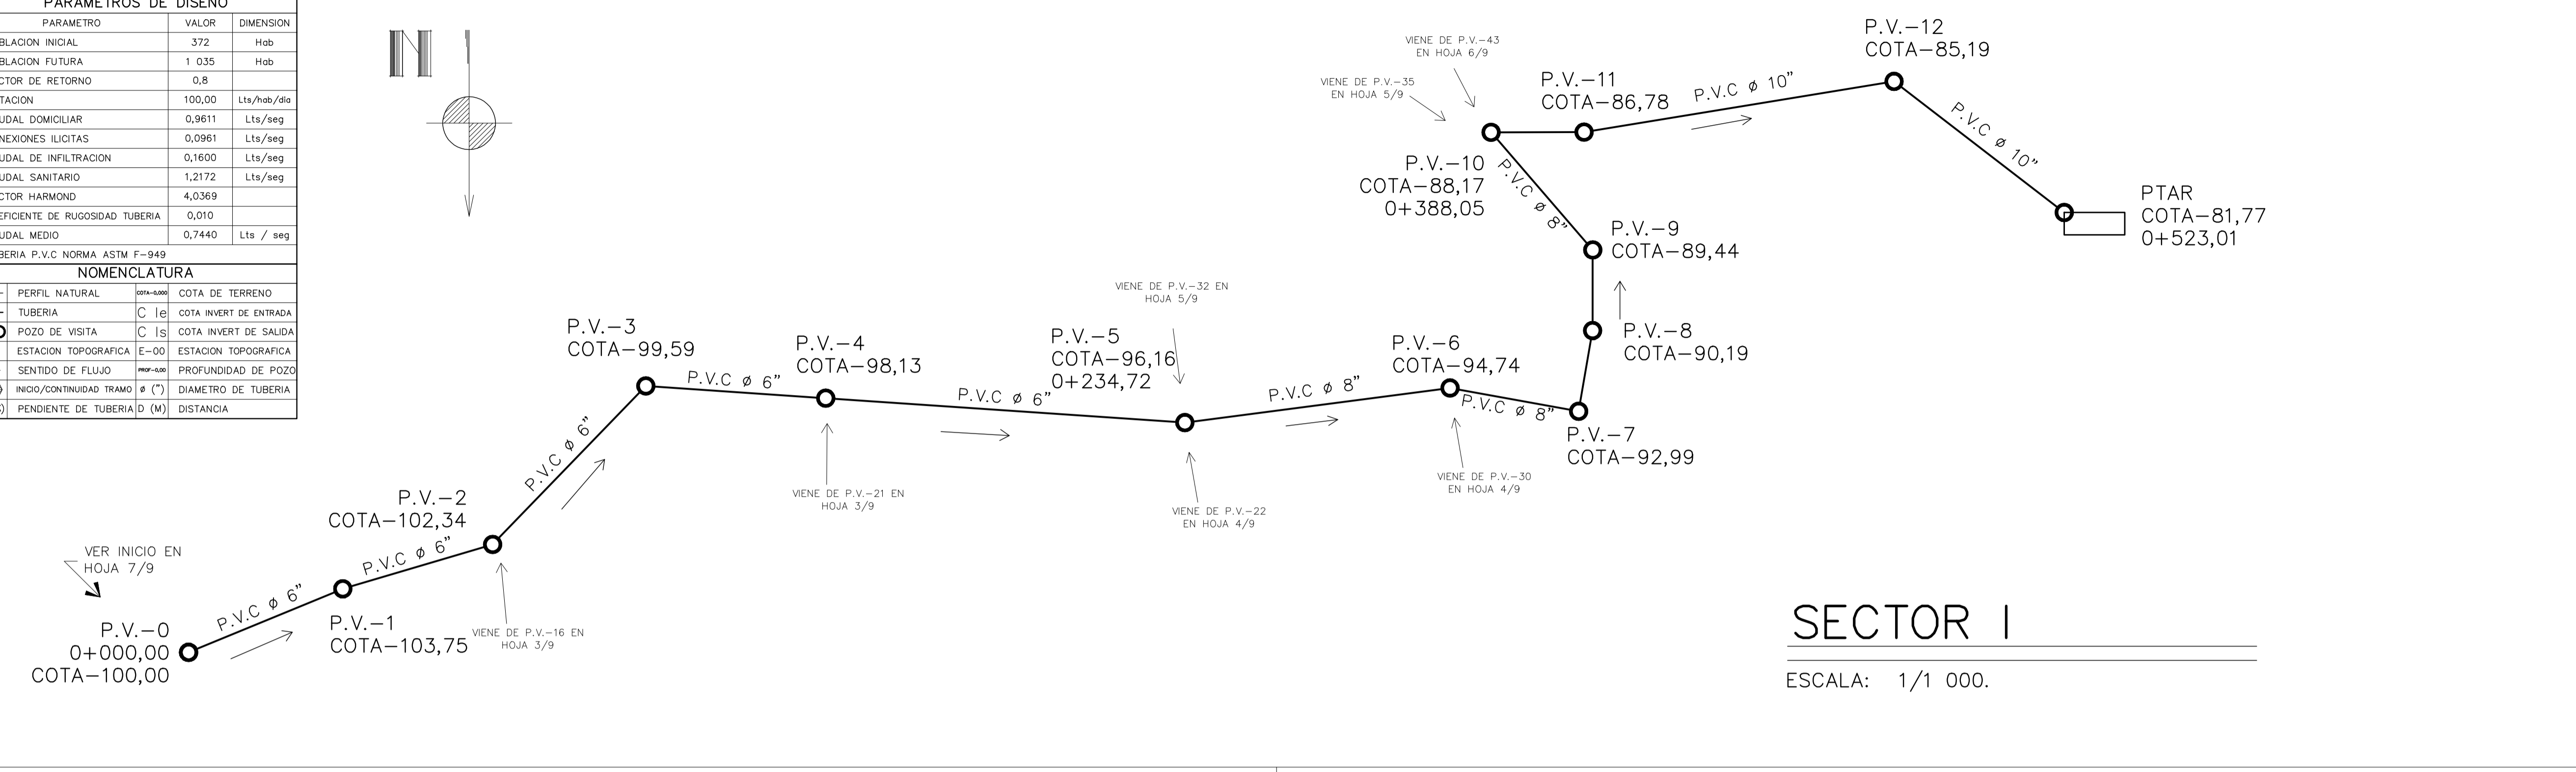 PARAMETROS DE DISEÑO
PARAMETRO VALOR DIMENSION
BLACION INICIAL 372 Hab
BLACION FUTURA 1 035 Hab
CTOR DE RETORNO 0,8
TACION 100,00 Lts/hab/dia
UDAL DOMICILIAR 0,9611 Lts/seg
NEXIONES ILICITAS 0,0961 Lts/seg
UDAL DE INFILTRACION 0,1600 Lts/seg
UDAL SANITARIO 1,2172 Lts/seg
CTOR HARMOND 4,0369
EFICIENTE DE RUGOSIDAD TUBERIA 0,010
UDAL MEDIO 0,7440 Lts / seg
BERIA P.V.C NORMA ASTM F-949
NOMENCLATURA
PERFIL NATURAL COTA-0,000 COTA DE TERRENO
TUBERIA C Ie COTA INVERT DE ENTRADA
POZO DE VISITA C Is COTA INVERT DE SALIDA
ESTACION TOPOGRAFICA E-00 ESTACION TOPOGRAFICA
SENTIDO DE FLUJO PROF-0,00 PROFUNDIDAD DE POZO
INICIO/CONTINUIDAD TRAMO ø (") DIAMETRO DE TUBERIA
PENDIENTE DE TUBERIA D (M) DISTANCIA
N
VER INICIO EN
HOJA 7/9
P.V.-0
0+000,00
COTA-100,00
P.V.C ø 6"
P.V.-1
COTA-103,75
P.V.C ø 6"
P.V.-2
COTA-102,34
VIENE DE P.V.-16 EN
HOJA 3/9
P.V.C ø 6"
P.V.-3
COTA-99,59
P.V.C ø 6"
P.V.-4
COTA-98,13
VIENE DE P.V.-21 EN
HOJA 3/9
P.V.C ø 6"
P.V.-5
COTA-96,16
0+234,72
VIENE DE P.V.-32 EN
HOJA 5/9
VIENE DE P.V.-22
EN HOJA 4/9
P.V.C ø 8"
P.V.-6
COTA-94,74
VIENE DE P.V.-30
EN HOJA 4/9
P.V.C ø 8"
P.V.-7
COTA-92,99
P.V.-8
COTA-90,19
P.V.-9
COTA-89,44
P.V.C ø 8"
P.V.-10
COTA-88,17
0+388,05
VIENE DE P.V.-35
EN HOJA 5/9
VIENE DE P.V.-43
EN HOJA 6/9
P.V.-11
COTA-86,78
P.V.C ø 10"
P.V.-12
COTA-85,19
P.V.C ø 10"
PTAR
COTA-81,77
0+523,01
SECTOR I
ESCALA: 1/1 000.